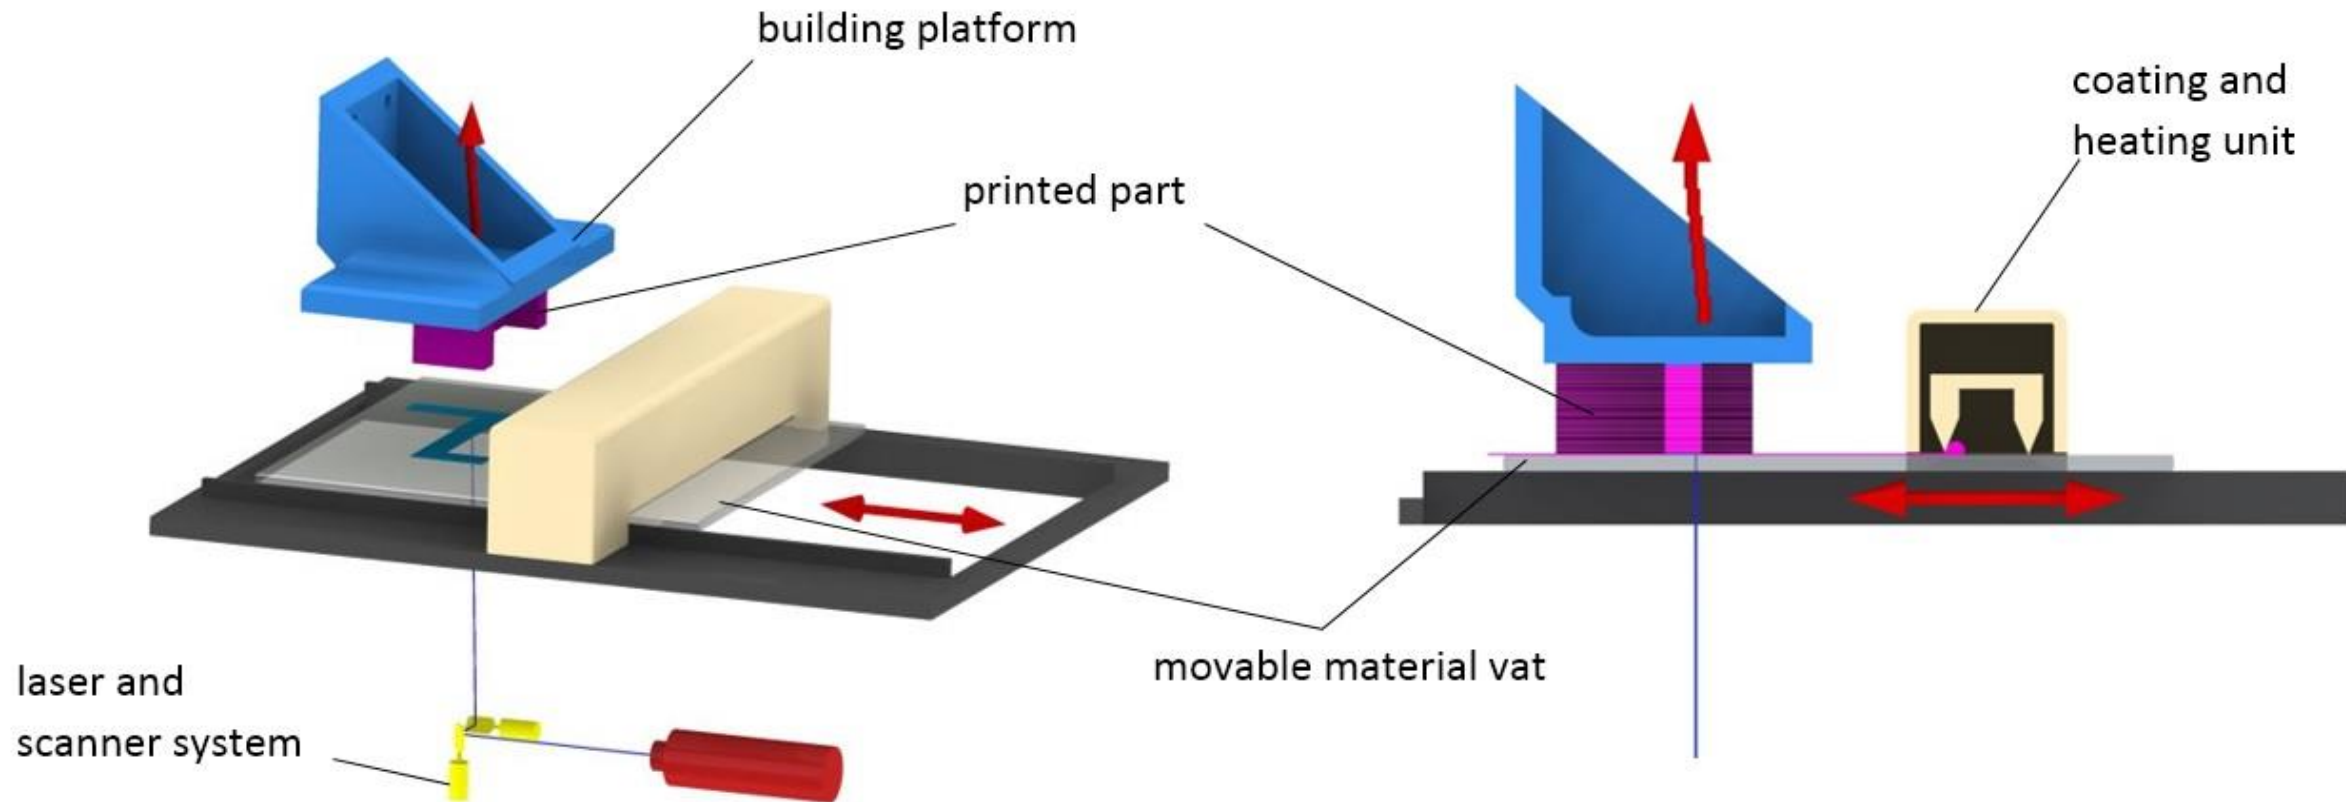 building platform
coating and
heating unit
printed part
movable material vat
laser and
scanner system